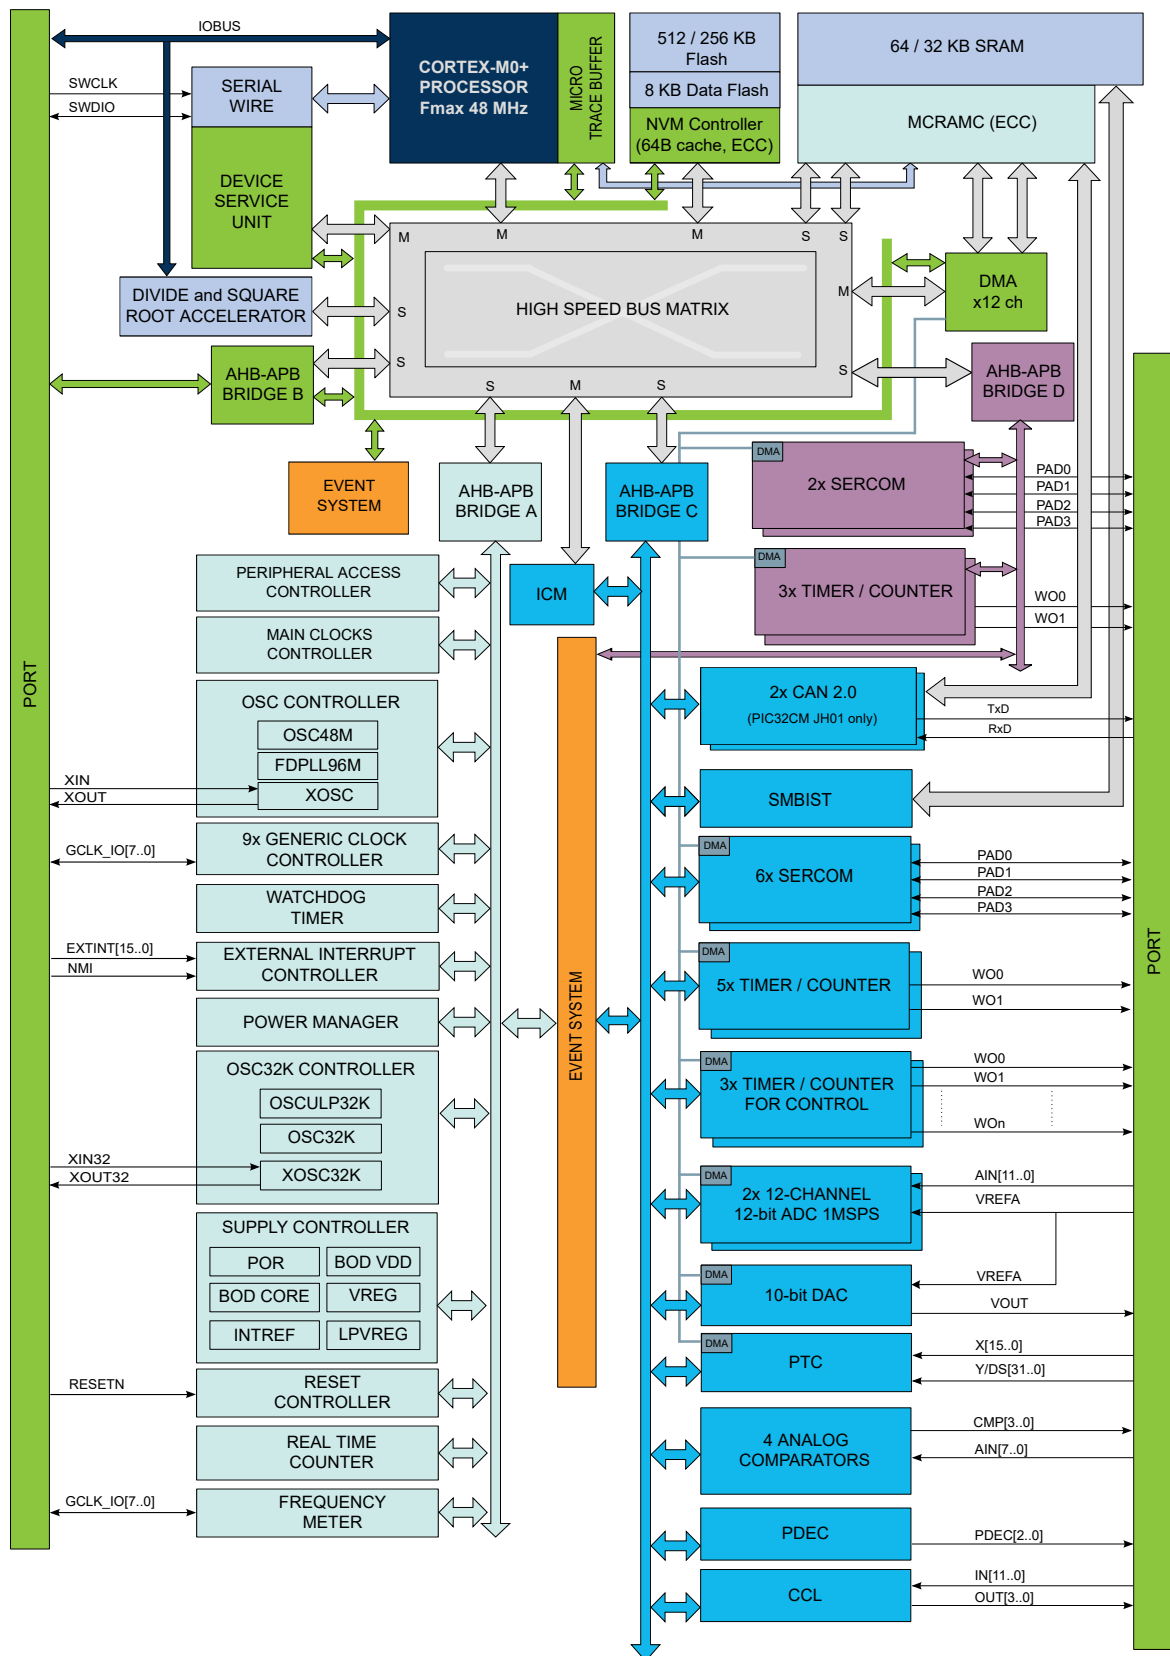 IOBUS
SWCLK
SWDIO
SERIAL
WIRE
DEVICE
SERVICE
UNIT
CORTEX-M0+
PROCESSOR
Fmax 48 MHz
MICRO
TRACE BUFFER
512 / 256 KB
Flash
8 KB Data Flash
NVM Controller
(64B cache, ECC)
64 / 32 KB SRAM
MCRAMC (ECC)
M
M
M
S
S
DIVIDE and SQUARE
ROOT ACCELERATOR
S
HIGH SPEED BUS MATRIX
M
DMA
x12 ch
AHB-APB
BRIDGE B
S
S
M
S
S
AHB-APB
BRIDGE D
EVENT
SYSTEM
AHB-APB
BRIDGE A
AHB-APB
BRIDGE C
DMA
2x SERCOM
PAD0
PAD1
PAD2
PAD3
PERIPHERAL ACCESS
CONTROLLER
ICM
DMA
3x TIMER / COUNTER
WO0
WO1
MAIN CLOCKS
CONTROLLER
PORT
OSC CONTROLLER
OSC48M
FDPLL96M
XOSC
XIN
XOUT
2x CAN 2.0
(PIC32CM JH01 only)
TxD
RxD
SMBIST
GCLK_IO[7..0]
9x GENERIC CLOCK
CONTROLLER
DMA
6x SERCOM
PAD0
PAD1
PAD2
PAD3
WATCHDOG
TIMER
EXTINT[15..0]
NMI
EXTERNAL INTERRUPT
CONTROLLER
PORT
DMA
5x TIMER / COUNTER
WO0
WO1
POWER MANAGER
EVENT SYSTEM
OSC32K CONTROLLER
OSCULP32K
OSC32K
XOSC32K
XIN32
XOUT32
DMA
3x TIMER / COUNTER
FOR CONTROL
WO0
WO1
WOn
DMA
2x 12-CHANNEL
12-bit ADC 1MSPS
AIN[11..0]
VREFA
SUPPLY CONTROLLER
POR
BOD VDD
BOD CORE
VREG
INTREF
LPVREG
DMA
10-bit DAC
VREFA
VOUT
DMA
PTC
X[15..0]
Y/DS[31..0]
RESETN
RESET
CONTROLLER
REAL TIME
COUNTER
4 ANALOG
COMPARATORS
CMP[3..0]
AIN[7..0]
GCLK_IO[7..0]
FREQUENCY
METER
PDEC
PDEC[2..0]
CCL
IN[11..0]
OUT[3..0]